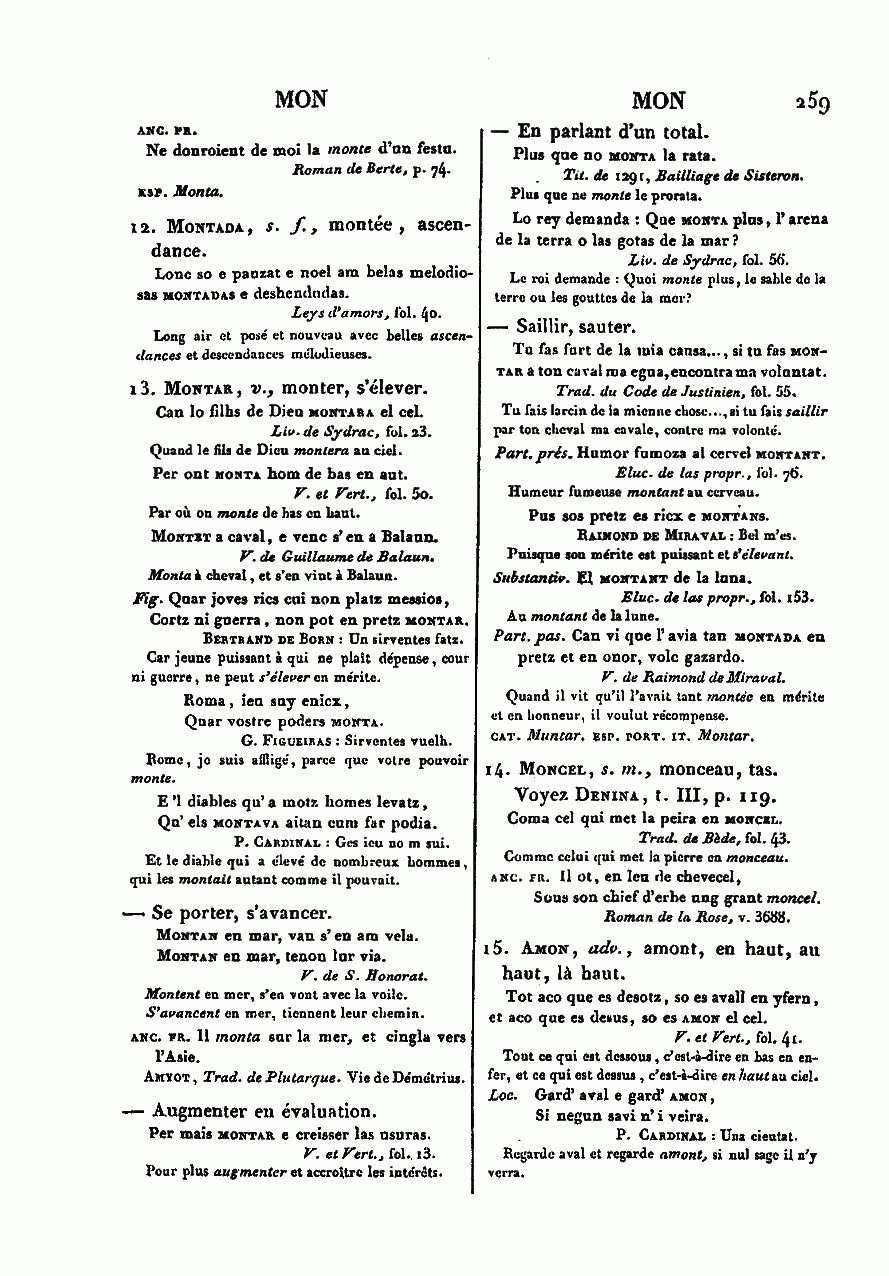 MON
MON 259
ANC. FR.
Ne donroient de moi la monte d'un festu.
Roman de Berte, p. 74.
ESP. Monta.
12. MONTADA, s. f., montée, ascen-
dance.
Lonc so e pauzat e noel am belas melodio-
sas MONTADAS e deshendudas.
Leys d'amors, fol. 40.
Long air et posé et nouveau avec belles ascen-
dances et descendances mélodieuses.
13. MONTAR, v., monter, s'élever.
Can lo filhs de Dieu MONTARA el cel.
Liv. de Sydrac, fol. 23.
Quand le fils de Dieu montera au ciel.
Per ont MONTA hom de bas en aut.
V. et Vert., fol. 50.
Par où on monte de bas en haut.
MONTET a caval, e venc s'en a Balaun.
V. de Guillaume de Balaun.
Monta à cheval, et s'en vint à Balaun.
Fig. Quar joves rics cui non platz messios,
Cortz ni guerra, non pot en pretz MONTAR.
BERTRAND DE BORN : Un sirventes fatz.
Car jeune puissant à qui ne plaît dépense, cour
ni guerre, ne peut s'élever en mérite.
Roma, ieu suy enicx,
Quar vostre poders MONTA.
G. FIGUEIRAS : Sirventes vuelh.
Rome, je suis affligé, parce que votre pouvoir
monte.
E 'l diables qu' a motz homes levatz,
Qu' els MONTAVA aitan cum far podia.
P. CARDINAL : Ges ieu no m sui.
Et le diable qui a élevé de nombreux hommes,
qui les montait autant comme il pouvait.
— Se porter, s'avancer.
MONTAN en mar, van s'en am vela.
MONTAN en mar, tenon lur via.
V. de S. Honorat.
Montent en mer, s'en vont avec la voile.
S'avancent en mer, tiennent leur chemin.
ANC. FR. Il monta sur la mer, et cingla vers
l'Asie.
AMYOT, Trad. de Plutarque. Vie de Démétrius.
— Augmenter en évaluation.
Per mais MONTAR e creisser las usuras.
V. et Vert., fol. 13.
Pour plus augmenter et accroître les intérêts.
— En parlant d'un total.
Plus que no MONTA la rata.
Tit. de 1291, Bailliage de Sisteron.
Plus que ne monte le prorata.
Lo rey demanda : Que MONTA plus, l'arena
de la terra o las gotas de la mar?
Liv. de Sydrac, fol. 56.
Le roi demande : Quoi monte plus, le sable de la
terre ou les gouttes de la mer?
— Saillir, sauter.
Tu fas furt de la mia causa..., si tu fas MON-
TAR a ton caval ma egua, encontra ma voluntat.
Trad. du Code de Justinien, fol. 55.
Tu fais larcin de la mienne chose..., si tu fais saillir
par ton cheval ma cavale, contre ma volonté.
Part. prés. Humor fumoza al cervel MONTANT.
Eluc. de las propr., fol. 76.
Humeur fumeuse montant au cerveau.
Pus sos pretz es ricx e MONTANS.
RAIMOND DE MIRAVAL : Bel m'es.
Puisque son mérite est puissant et s'élevant.
Substantiv. El MONTANT de la luna.
Eluc. de las propr., fol. 153.
Au montant de la lune.
Part. pas. Can vi que l'avia tan MONTADA en
pretz et en onor, volc gazardo.
V. de Raimond de Miraval.
Quand il vit qu'il l'avait tant montée en mérite
et en honneur, il voulut récompense.
CAT. Muntar. ESP. PORT. IT. Montar.
14. MONCEL, s. m., monceau, tas.
Voyez DENINA, t. III, p. 119.
Coma cel qui met la peira en MONCEL.
Trad. de Bède, fol. 43.
Comme celui qui met la pierre en monceau.
ANC. FR. Il ot, en leu de chevecel,
Sous son chief d'erbe ung grant moncel.
Roman de la Rose, v. 3688.
15. AMON, adv., amont, en haut, au
haut, là haut.
Tot aco que es desotz, so es avall en yfern,
et aco que es desus, so es AMON el cel.
V. et Vert., fol. 41.
Tout ce qui est dessous, c'est-à-dire en bas en en-
fer, et ce qui est dessus, c'est-à-dire en haut au ciel.
Loc. Gard' aval e gard' AMON,
Si negun savi n' i veira.
P. CARDINAL : Una cieutat.
Regarde aval et regarde amont, si nul sage il n'y
verra.